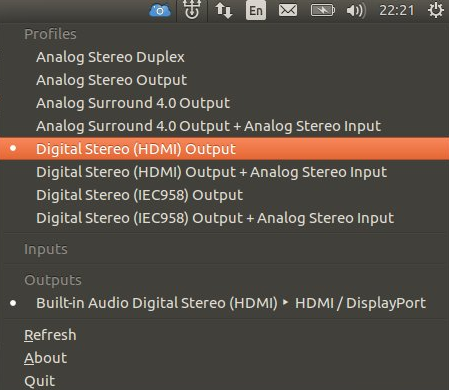 En 22:21
Profiles
Analog Stereo Duplex
Analog Stereo Output
Analog Surround 4.0 Output
Analog Surround 4.0 Output + Analog Stereo Input
Digital Stereo (HDMI) Output
Digital Stereo (HDMI) Output + Analog Stereo Input
Digital Stereo (IEC958) Output
Digital Stereo (IEC958) Output + Analog Stereo Input
Inputs
Outputs
Built-in Audio Digital Stereo (HDMI) ‣ HDMI / DisplayPort
Refresh
About
Quit